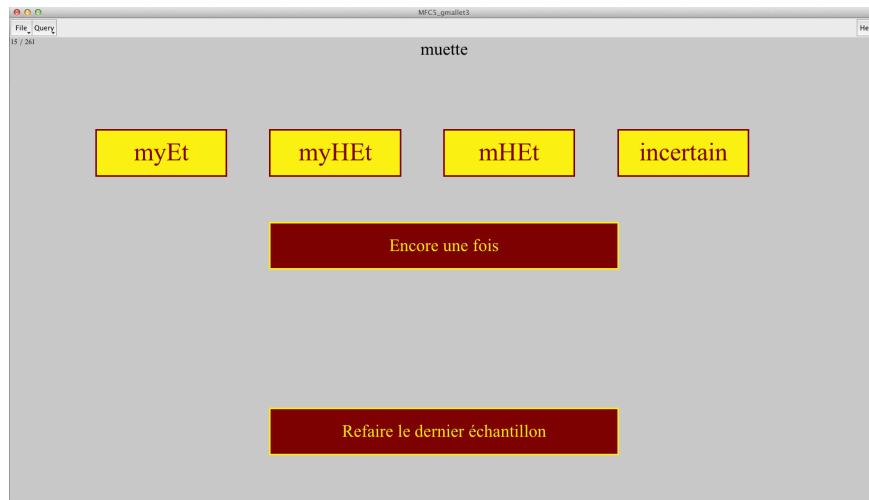 MFC5_gmallet3
File Query He
15 / 261
muette
myEt myHEt mHEt incertain
Encore une fois
Refaire le dernier échantillon